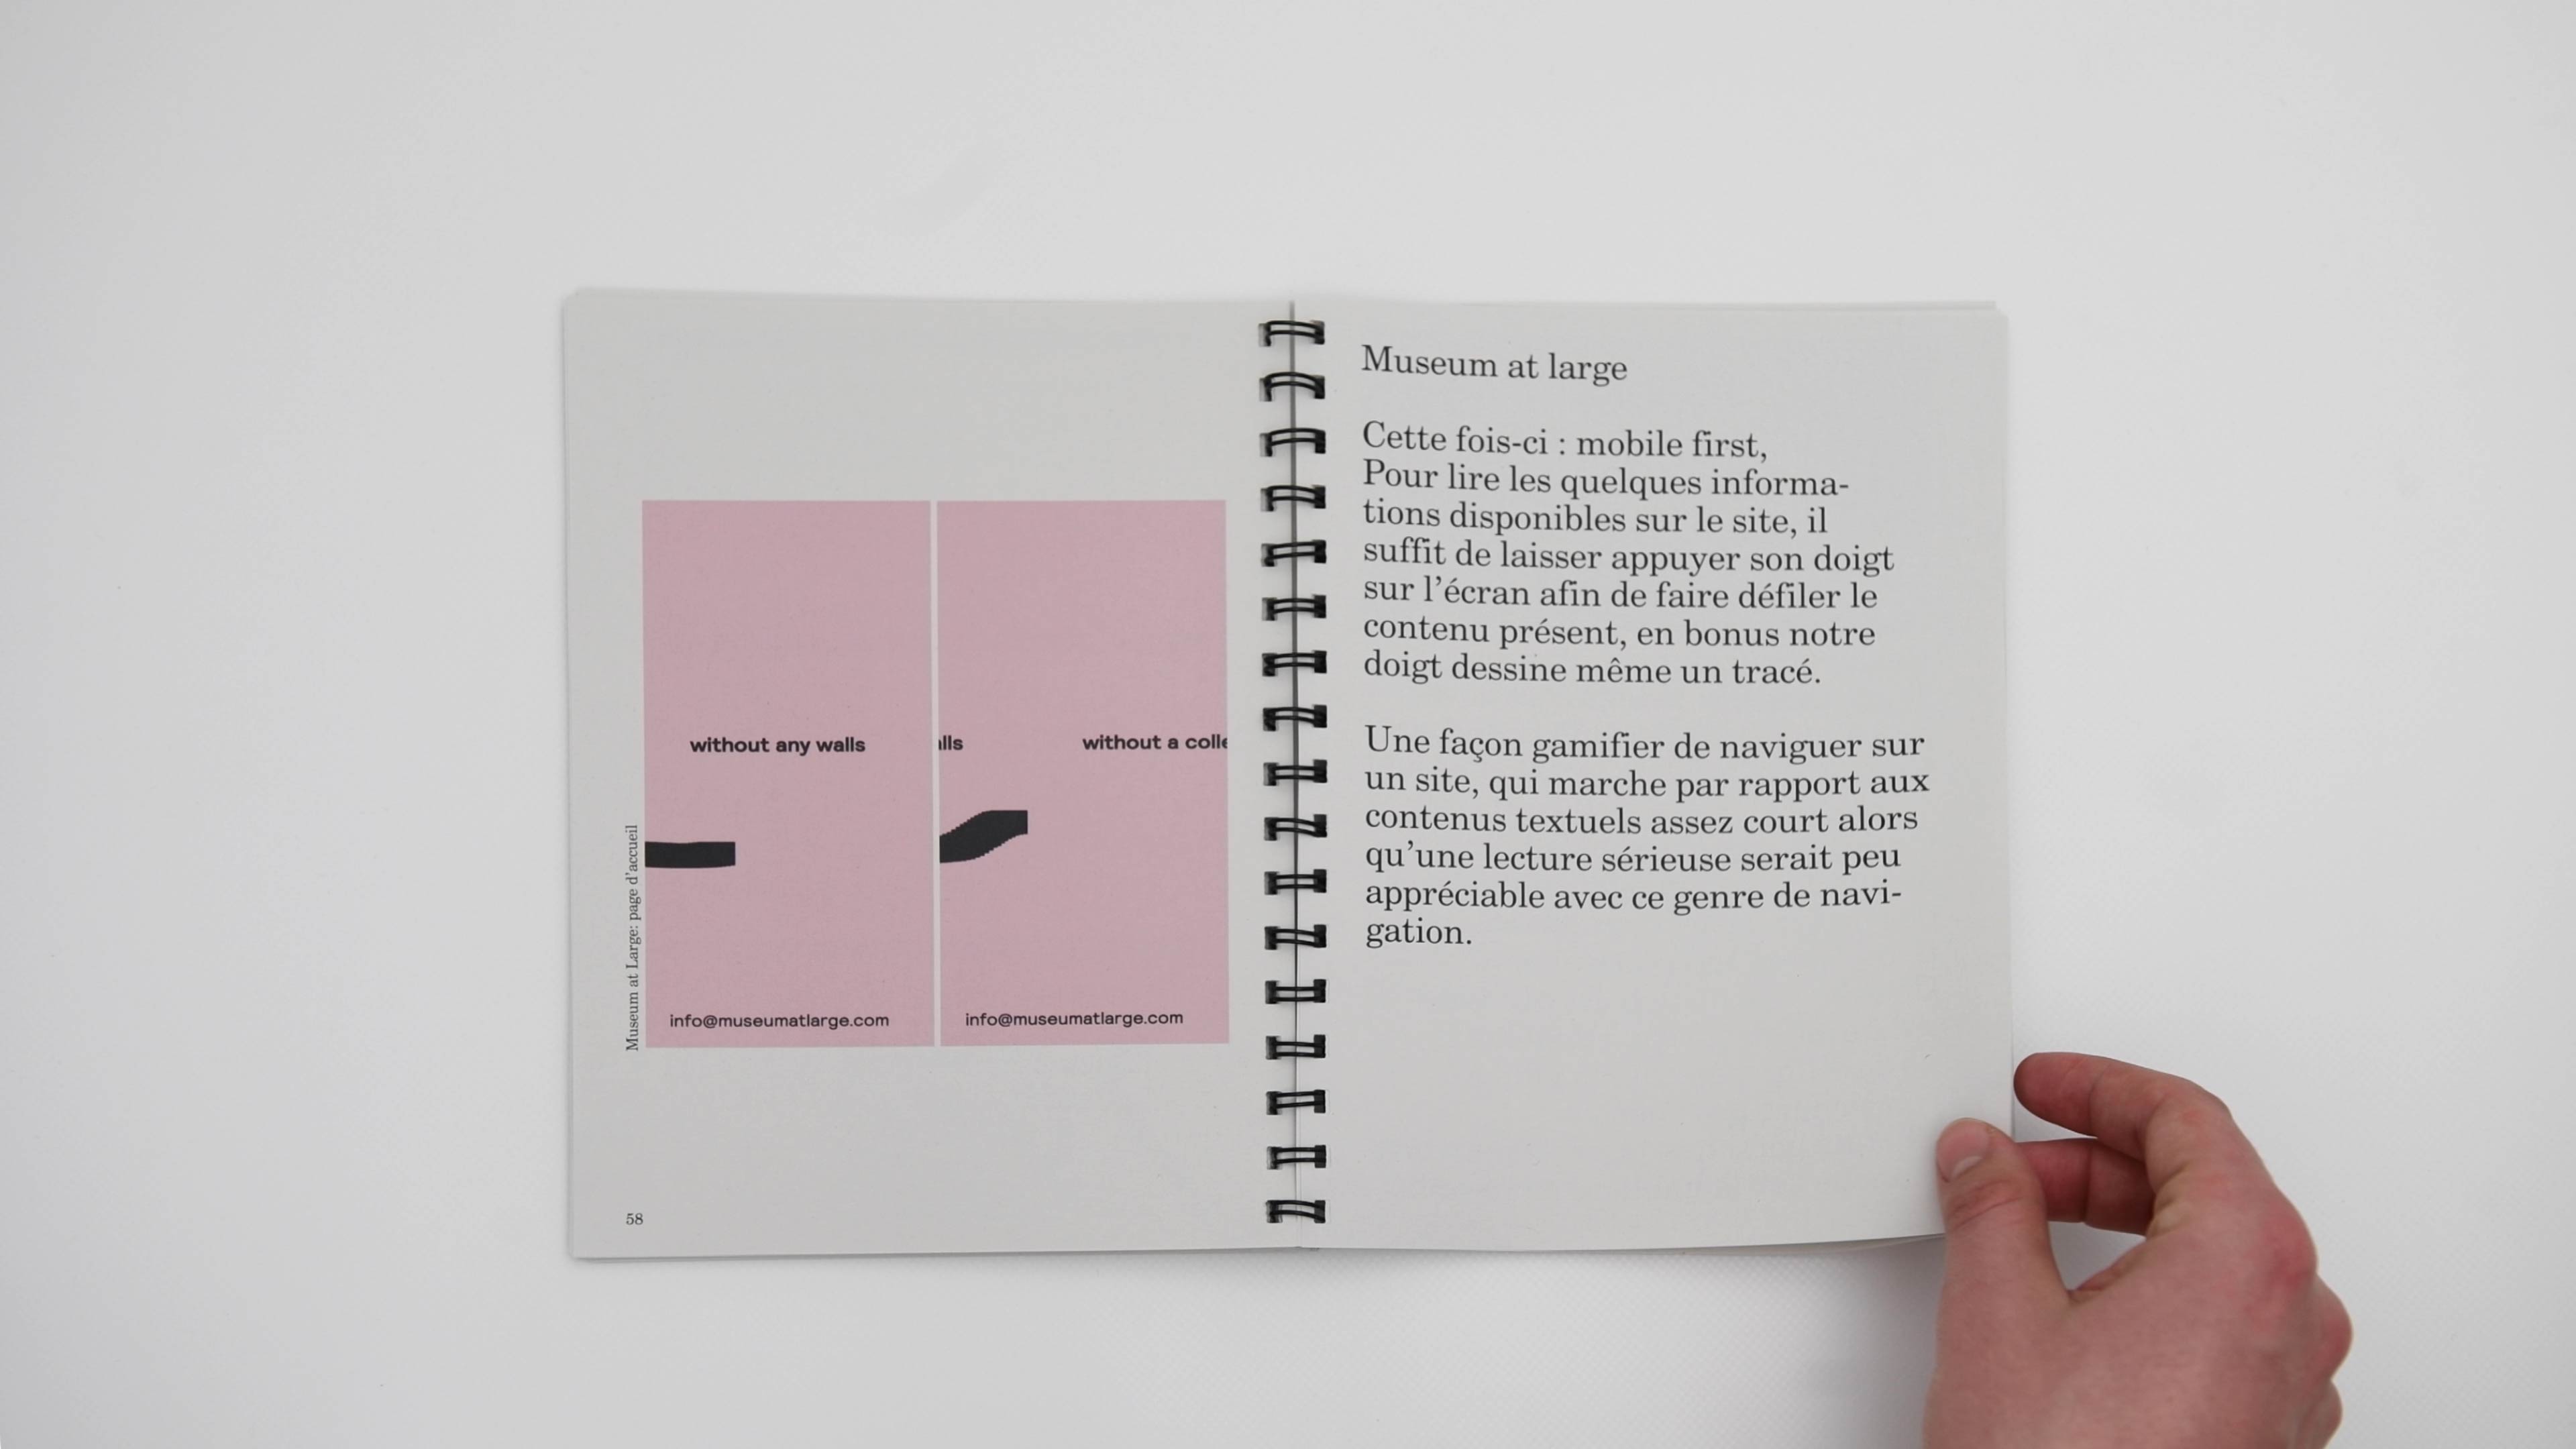 without any walls
info@museumatlarge.com
lls
without a colle
info@museumatlarge.com
Museum at Large: page d'accueil
58
Museum at large
Cette fois-ci : mobile first,
Pour lire les quelques informa-
tions disponibles sur le site, il
suffit de laisser appuyer son doigt
sur l'écran afin de faire défiler le
contenu présent, en bonus notre
doigt dessine même un tracé.
Une façon gamifier de naviguer sur
un site, qui marche par rapport aux
contenus textuels assez court alors
qu'une lecture sérieuse serait peu
appréciable avec ce genre de navi-
gation.